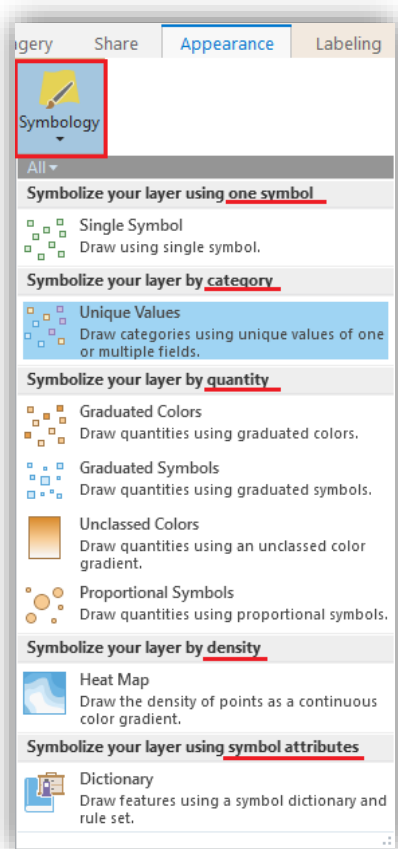 agery Share Appearance Labeling
Symbology
All
Symbolize your layer using one symbol
Single Symbol
Draw using single symbol.
Symbolize your layer by category
Unique Values
Draw categories using unique values of one
or multiple fields.
Symbolize your layer by quantity
Graduated Colors
Draw quantities using graduated colors.
Graduated Symbols
Draw quantities using graduated symbols.
Unclassed Colors
Draw quantities using an unclassed color
gradient.
Proportional Symbols
Draw quantities using proportional symbols.
Symbolize your layer by density
Heat Map
Draw the density of points as a continuous
color gradient.
Symbolize your layer using symbol attributes
Dictionary
Draw features using a symbol dictionary and
rule set.